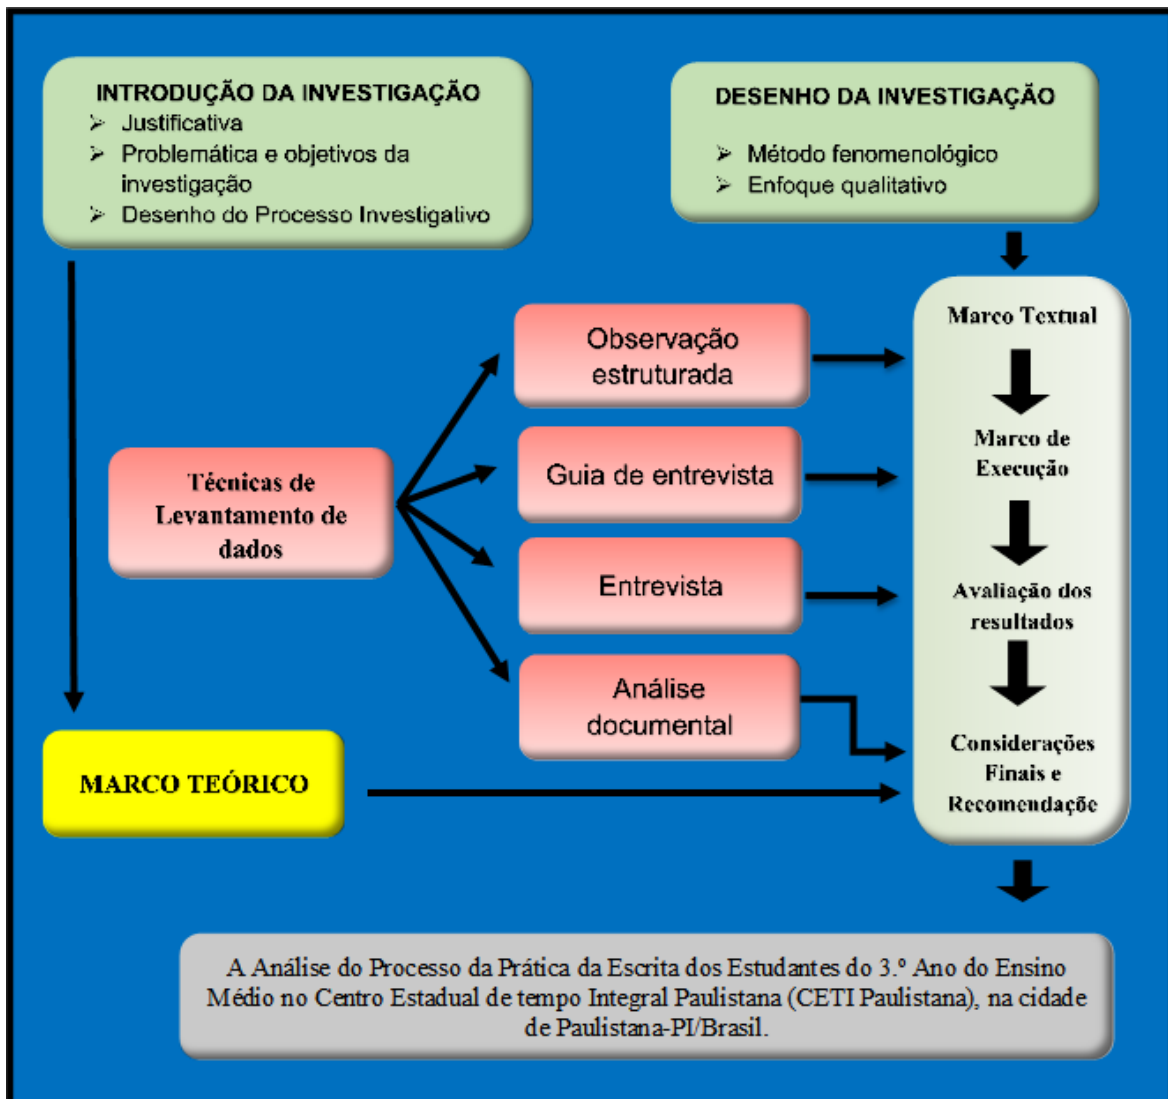 INTRODUÇÃO DA INVESTIGAÇÃO
➢ Justificativa
➢ Problemática e objetivos da
investigação
➢ Desenho do Processo Investigativo
DESENHO DA INVESTIGAÇÃO
➢ Método fenomenológico
➢ Enfoque qualitativo
Técnicas de
Levantamento de
dados
Observação
estruturada
Guia de entrevista
Entrevista
Análise
documental
Marco Textual
Marco de
Execução
Avaliação dos
resultados
Considerações
Finais e
Recomendaçõe
MARCO TEÓRICO
A Análise do Processo da Prática da Escrita dos Estudantes do 3.º Ano do Ensino
Médio no Centro Estadual de tempo Integral Paulistana (CETI Paulistana), na cidade
de Paulistana-PI/Brasil.